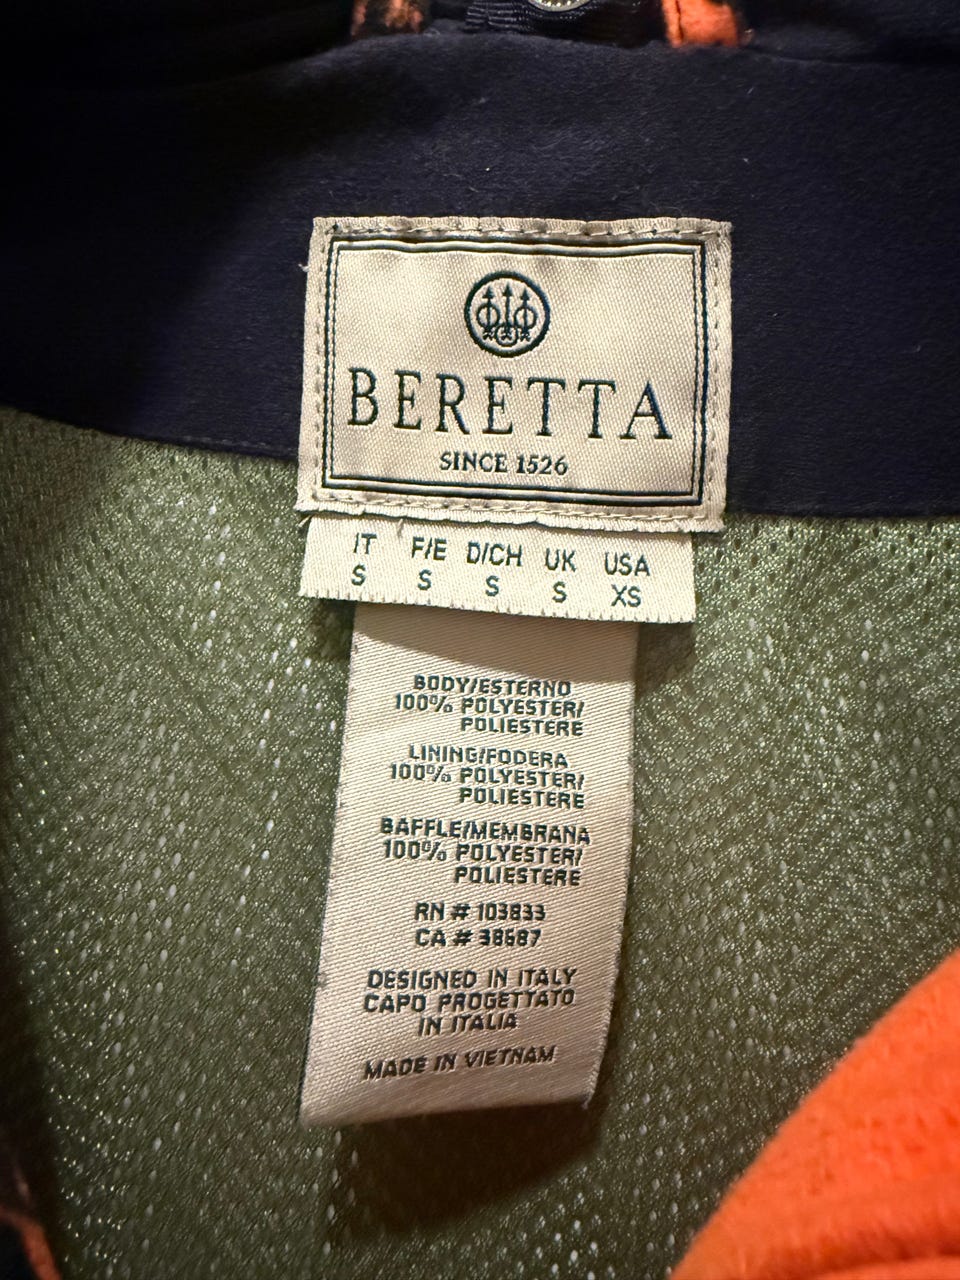 BERETTA
SINCE 1526
IT F/E D/CH UK USA
S S S S XS
BODY/ESTERNO
100% POLYESTER/
POLIESTERE
LINING/FODERA
100% POLYESTER/
POLIESTERE
BAFFLE/MEMBRANA
100% POLYESTER/
POLIESTERE
RN # 103833
CA # 38687
DESIGNED IN ITALY
CAPO PROGETTATO
IN ITALIA
MADE IN VIETNAM